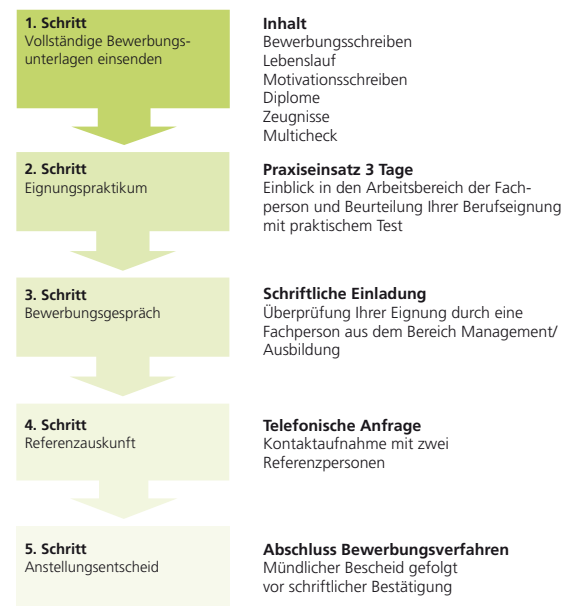 1. Schritt
Vollständige Bewerbungs-
unterlagen einsenden
Inhalt
Bewerbungsschreiben
Lebenslauf
Motivationsschreiben
Diplome
Zeugnisse
Multicheck
2. Schritt
Eignungspraktikum
Praxiseinsatz 3 Tage
Einblick in den Arbeitsbereich der Fach-
person und Beurteilung Ihrer Berufseignung
mit praktischem Test
3. Schritt
Bewerbungsgespräch
Schriftliche Einladung
Überprüfung Ihrer Eignung durch eine
Fachperson aus dem Bereich Management/
Ausbildung
4. Schritt
Referenzauskunft
Telefonische Anfrage
Kontaktaufnahme mit zwei
Referenzpersonen
5. Schritt
Anstellungsentscheid
Abschluss Bewerbungsverfahren
Mündlicher Bescheid gefolgt
vor schriftlicher Bestätigung